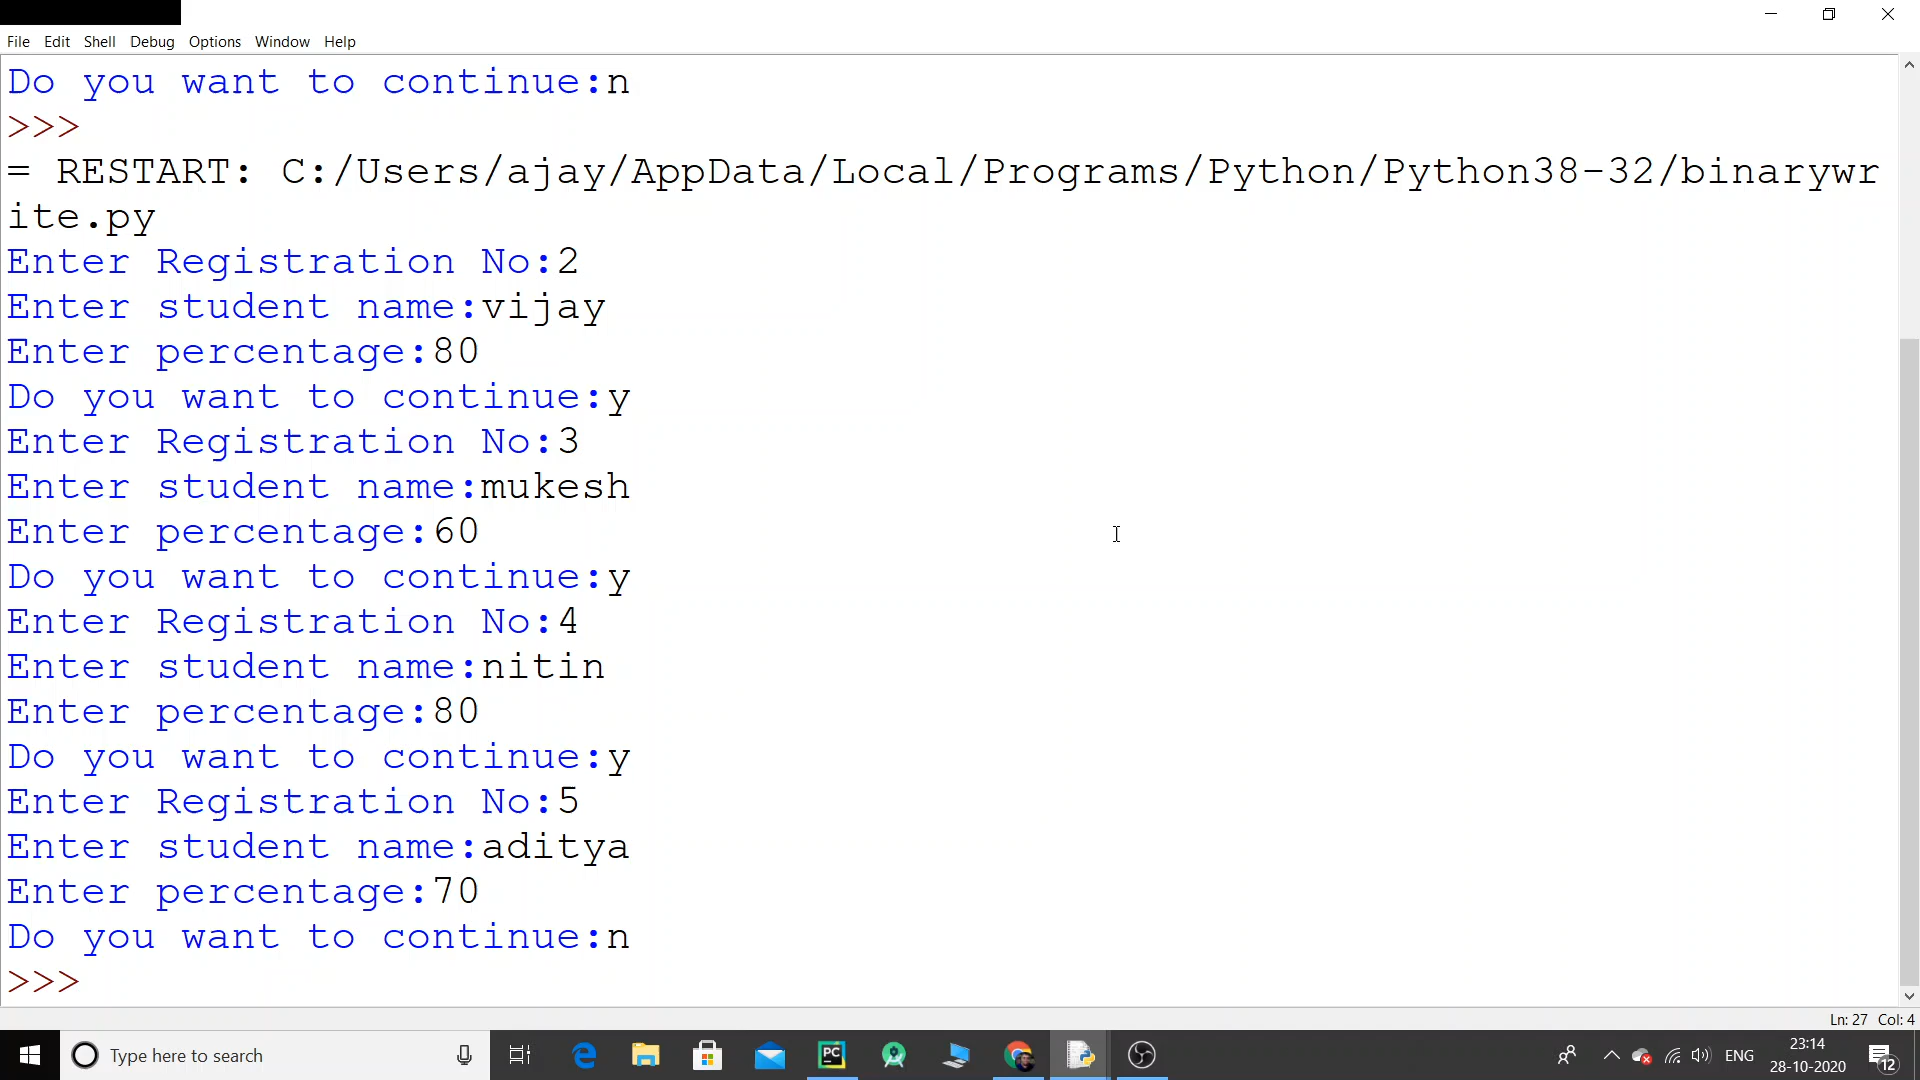 File Edit Shell Debug Options Window Help
Do you want to continue:n
>>>
= RESTART: C:/Users/ajay/AppData/Local/Programs/Python/Python38-32/binarywr
ite.py
Enter Registration No:2
Enter student name:vijay
Enter percentage:80
Do you want to continue:y
Enter Registration No:3
Enter student name:mukesh
Enter percentage:60
Do you want to continue:y
Enter Registration No:4
Enter student name:nitin
Enter percentage:80
Do you want to continue:y
Enter Registration No:5
Enter student name:aditya
Enter percentage:70
Do you want to continue:n
>>>
Ln: 27 Col: 4
Type here to search
PC
ENG
23:14
28-10-2020
12